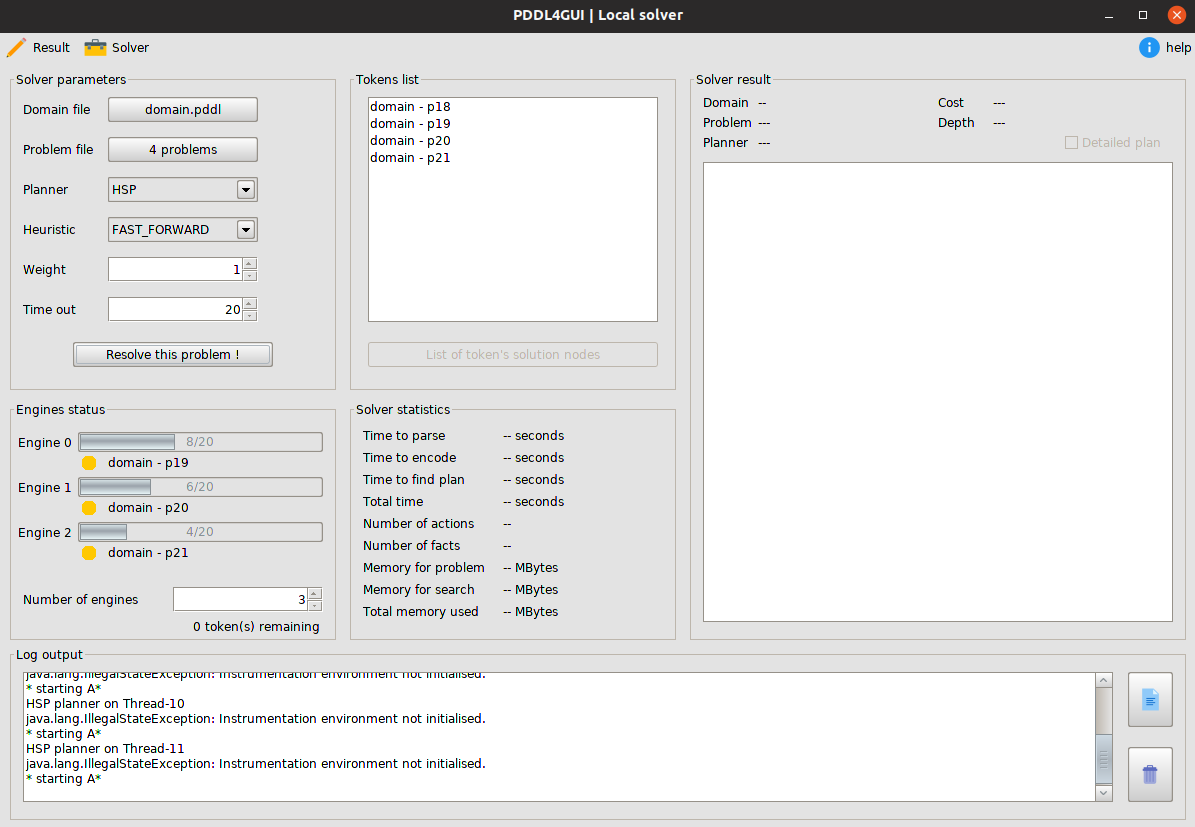 PDDL4GUI | Local solver
Result Solver help
Solver parameters
Domain file domain.pddl
Problem file 4 problems
Planner HSP
Heuristic FAST_FORWARD
Weight 1
Time out 20
Resolve this problem !
Tokens list
domain - p18
domain - p19
domain - p20
domain - p21
List of token's solution nodes
Solver result
Domain -- Cost ---
Problem --- Depth ---
Planner --- Detailed plan
Engines status
Engine 0 8/20
domain - p19
Engine 1 6/20
domain - p20
Engine 2 4/20
domain - p21
Number of engines 3
0 token(s) remaining
Solver statistics
Time to parse -- seconds
Time to encode -- seconds
Time to find plan -- seconds
Total time -- seconds
Number of actions --
Number of facts --
Memory for problem -- MBytes
Memory for search -- MBytes
Total memory used -- MBytes
Log output
java.lang.IllegalStateException: Instrumentation environment not initialised.
* starting A*
HSP planner on Thread-10
java.lang.IllegalStateException: Instrumentation environment not initialised.
* starting A*
HSP planner on Thread-11
java.lang.IllegalStateException: Instrumentation environment not initialised.
* starting A*